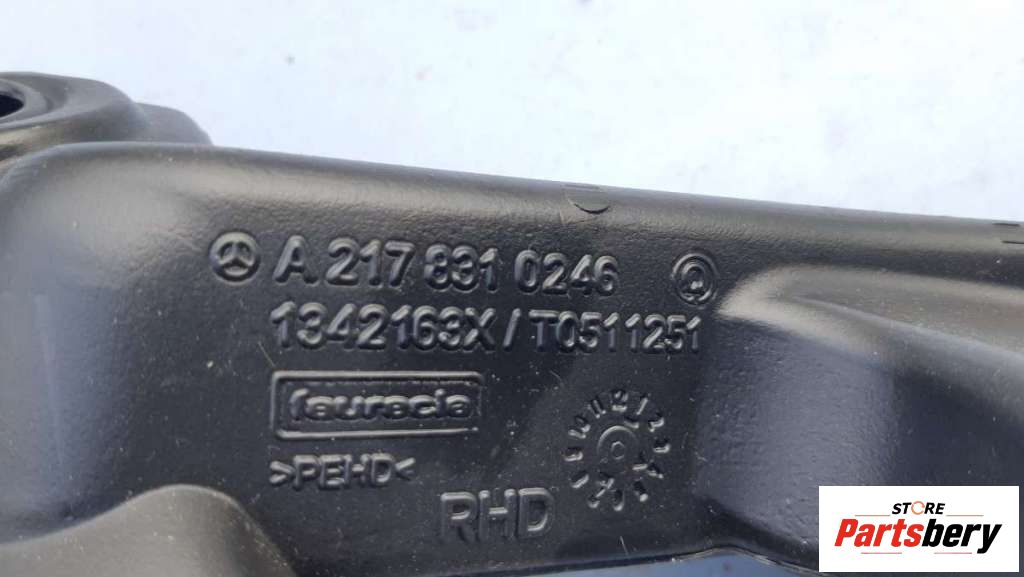 A 217 831 0246
1342163X/T0511251
faurecia
>PEHD<
RHD
STORE
Partsbery